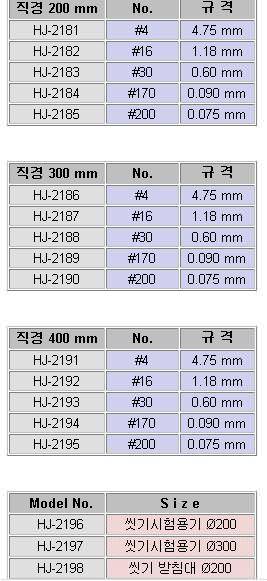 직경 200 mm No. 규 격
HJ-2181 #4 4.75 mm
HJ-2182 #16 1.18 mm
HJ-2183 #30 0.60 mm
HJ-2184 #170 0.090 mm
HJ-2185 #200 0.075 mm
직경 300 mm No. 규 격
HJ-2186 #4 4.75 mm
HJ-2187 #16 1.18 mm
HJ-2188 #30 0.60 mm
HJ-2189 #170 0.090 mm
HJ-2190 #200 0.075 mm
직경 400 mm No. 규 격
HJ-2191 #4 4.75 mm
HJ-2192 #16 1.18 mm
HJ-2193 #30 0.60 mm
HJ-2194 #170 0.090 mm
HJ-2195 #200 0.075 mm
Model No. S i z e
HJ-2196 씻기시험용기 Ø200
HJ-2197 씻기시험용기 Ø300
HJ-2198 씻기 받침대 Ø200